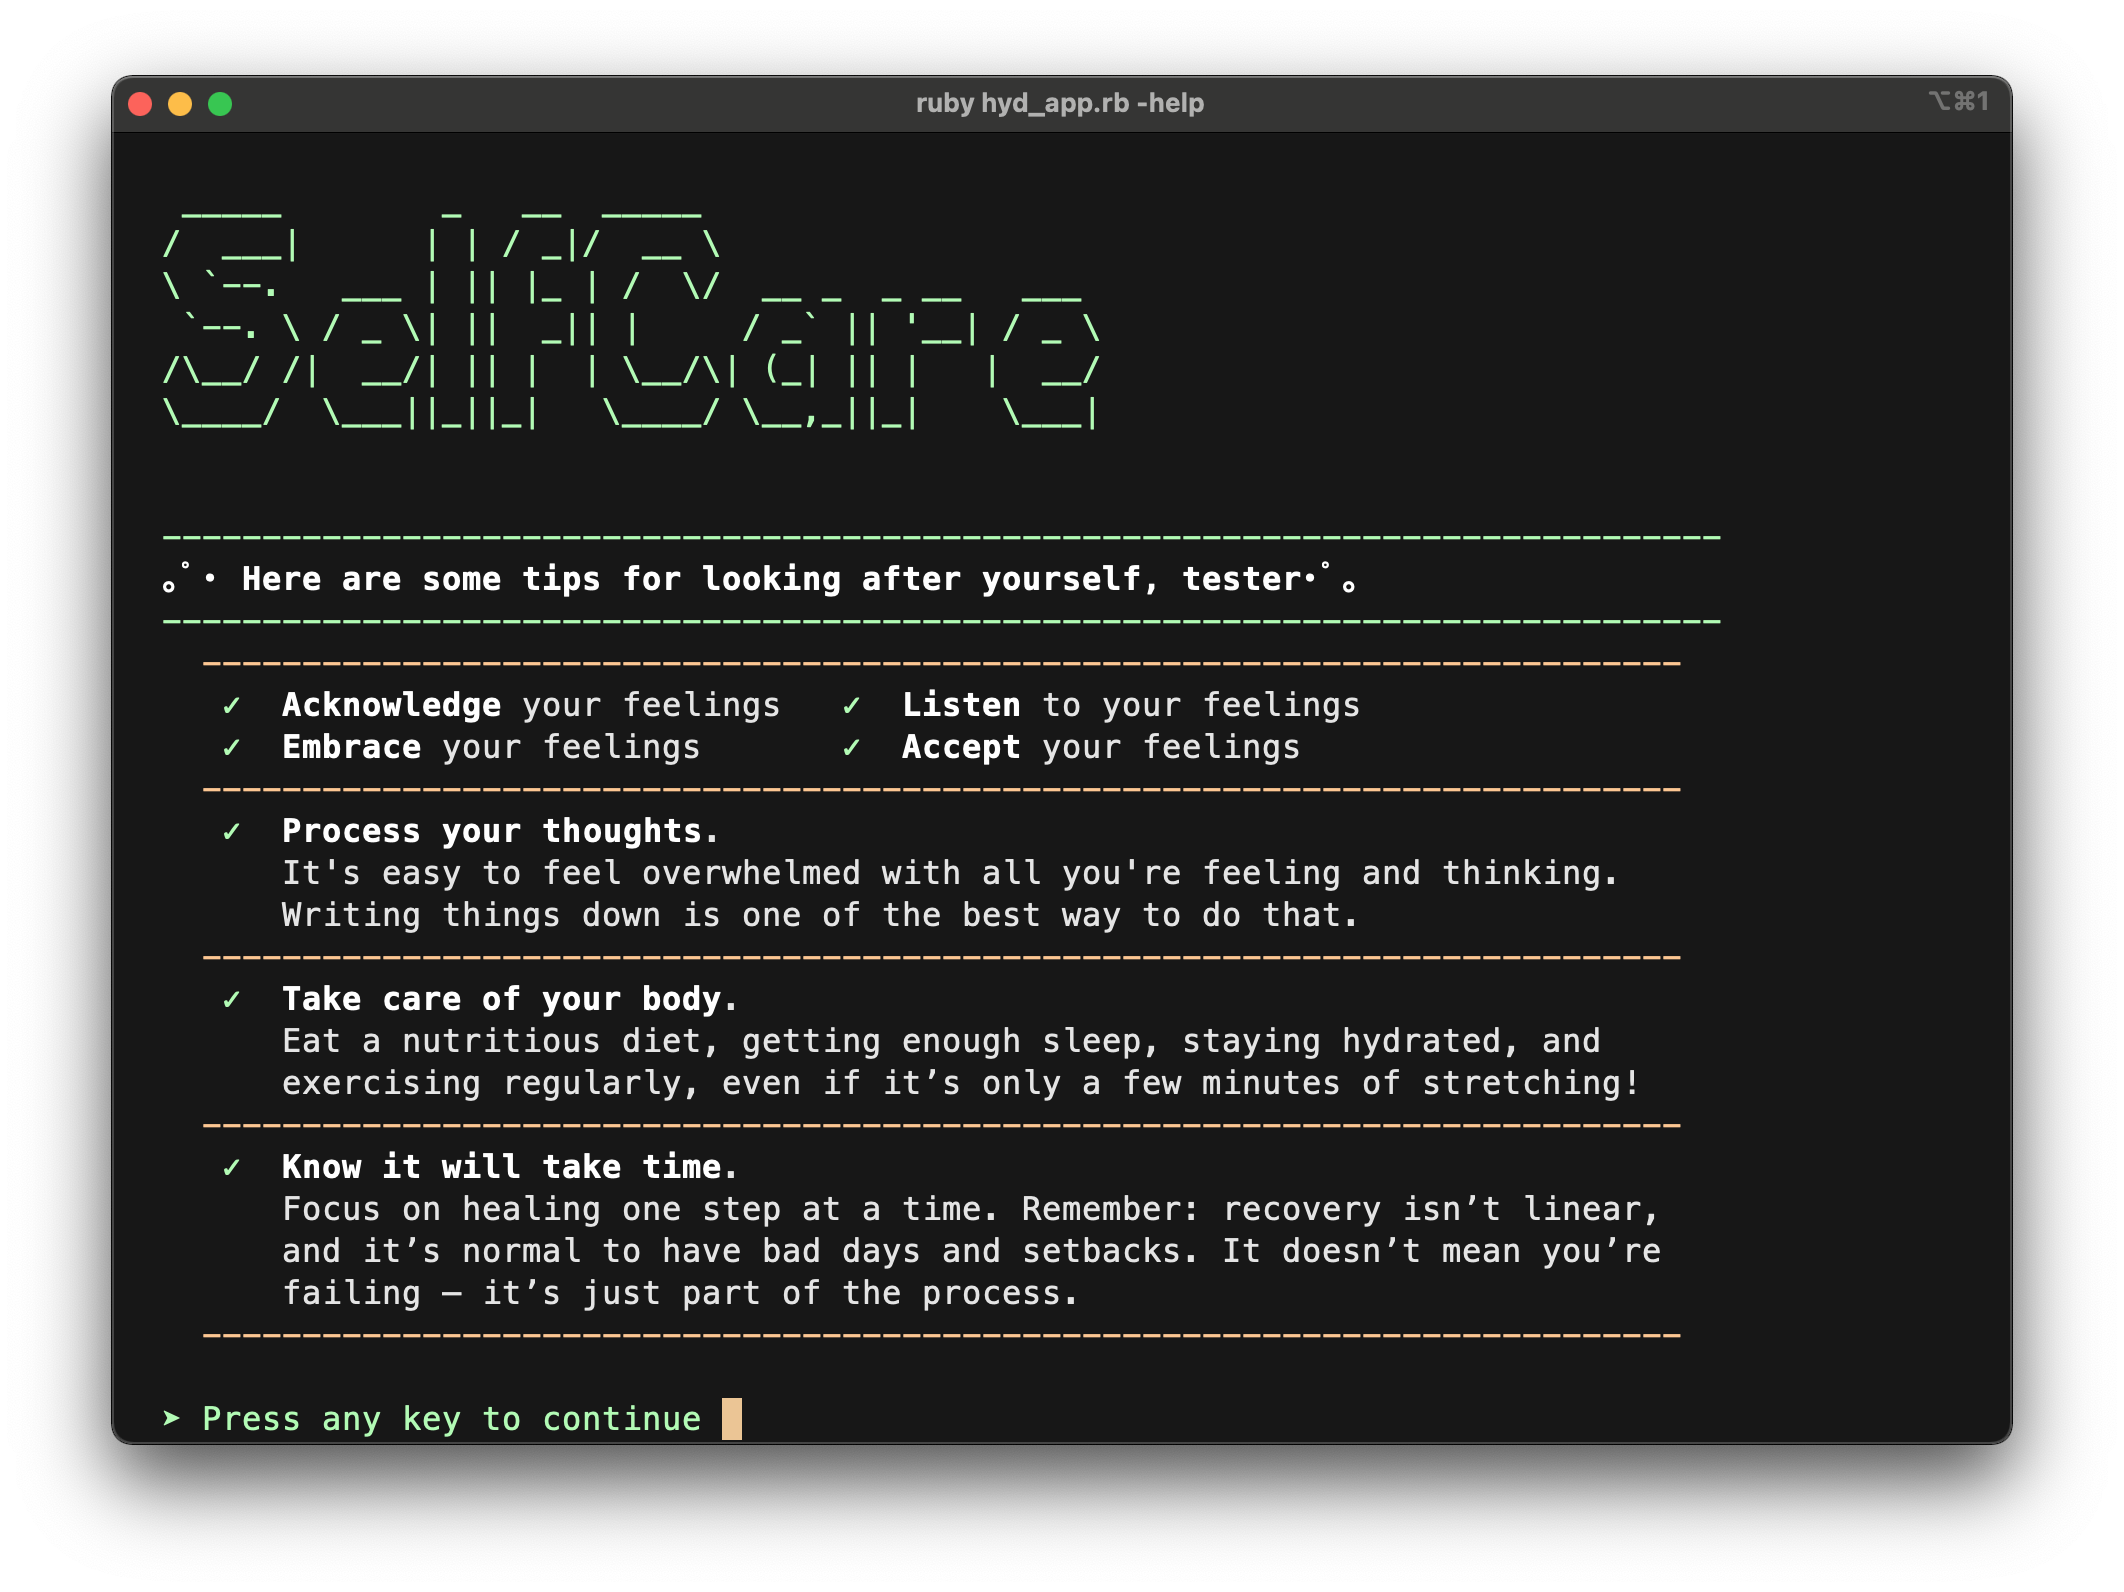 ruby hyd_app.rb -help
⌥⌘1
SelfCare
------------------------------------------------------------------------------
｡ﾟ･ Here are some tips for looking after yourself, tester･ﾟ｡
------------------------------------------------------------------------------
--------------------------------------------------------------------------
✓ Acknowledge your feelings ✓ Listen to your feelings
✓ Embrace your feelings ✓ Accept your feelings
--------------------------------------------------------------------------
✓ Process your thoughts.
It's easy to feel overwhelmed with all you're feeling and thinking.
Writing things down is one of the best way to do that.
--------------------------------------------------------------------------
✓ Take care of your body.
Eat a nutritious diet, getting enough sleep, staying hydrated, and
exercising regularly, even if it’s only a few minutes of stretching!
--------------------------------------------------------------------------
✓ Know it will take time.
Focus on healing one step at a time. Remember: recovery isn’t linear,
and it’s normal to have bad days and setbacks. It doesn’t mean you’re
failing — it’s just part of the process.
--------------------------------------------------------------------------
➤ Press any key to continue